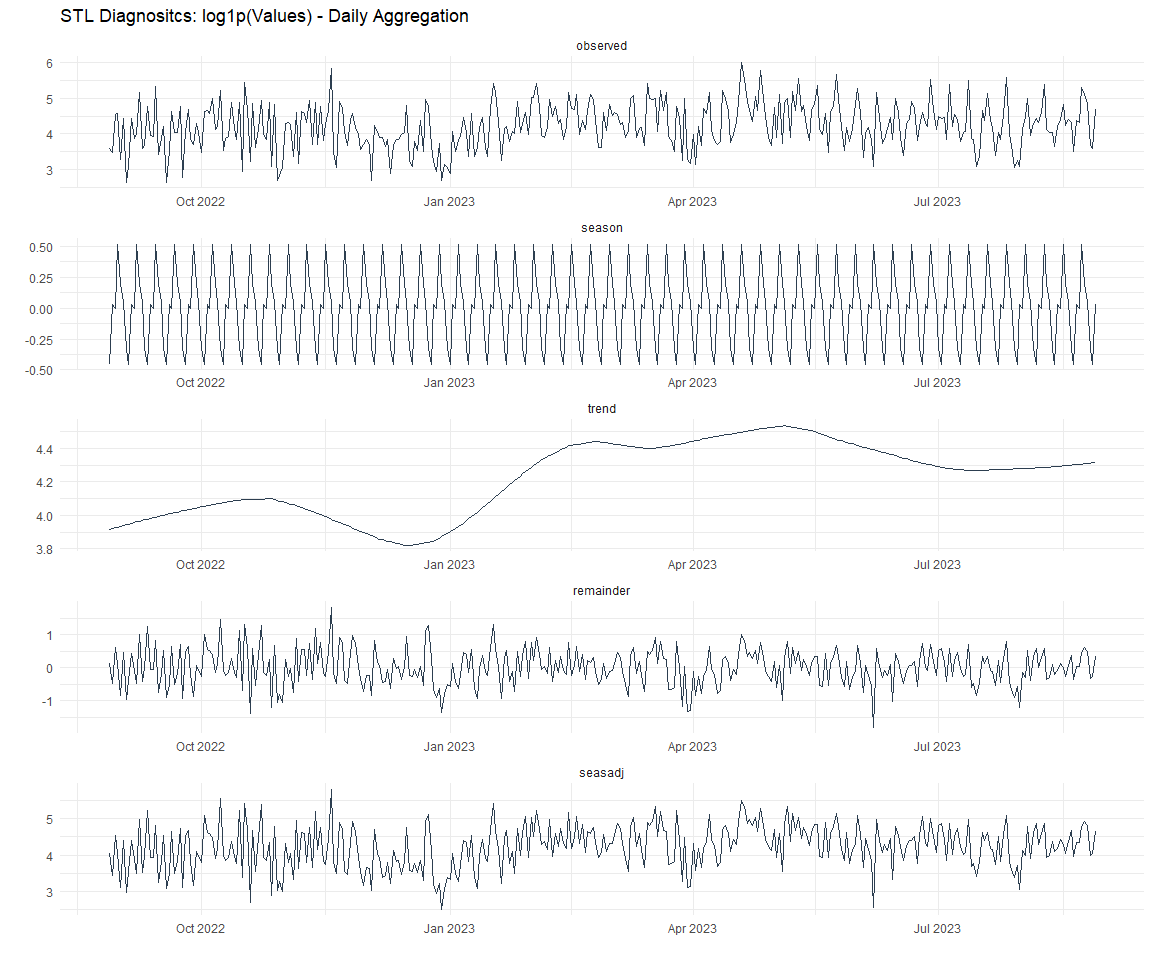 STL Diagnositcs: log1p(Values) - Daily Aggregation
observed
6
5
4
3
Oct 2022 Jan 2023 Apr 2023 Jul 2023
season
0.50
0.25
0.00
-0.25
-0.50
Oct 2022 Jan 2023 Apr 2023 Jul 2023
trend
4.4
4.2
4.0
3.8
Oct 2022 Jan 2023 Apr 2023 Jul 2023
remainder
1
0
-1
Oct 2022 Jan 2023 Apr 2023 Jul 2023
seasadj
5
4
3
Oct 2022 Jan 2023 Apr 2023 Jul 2023